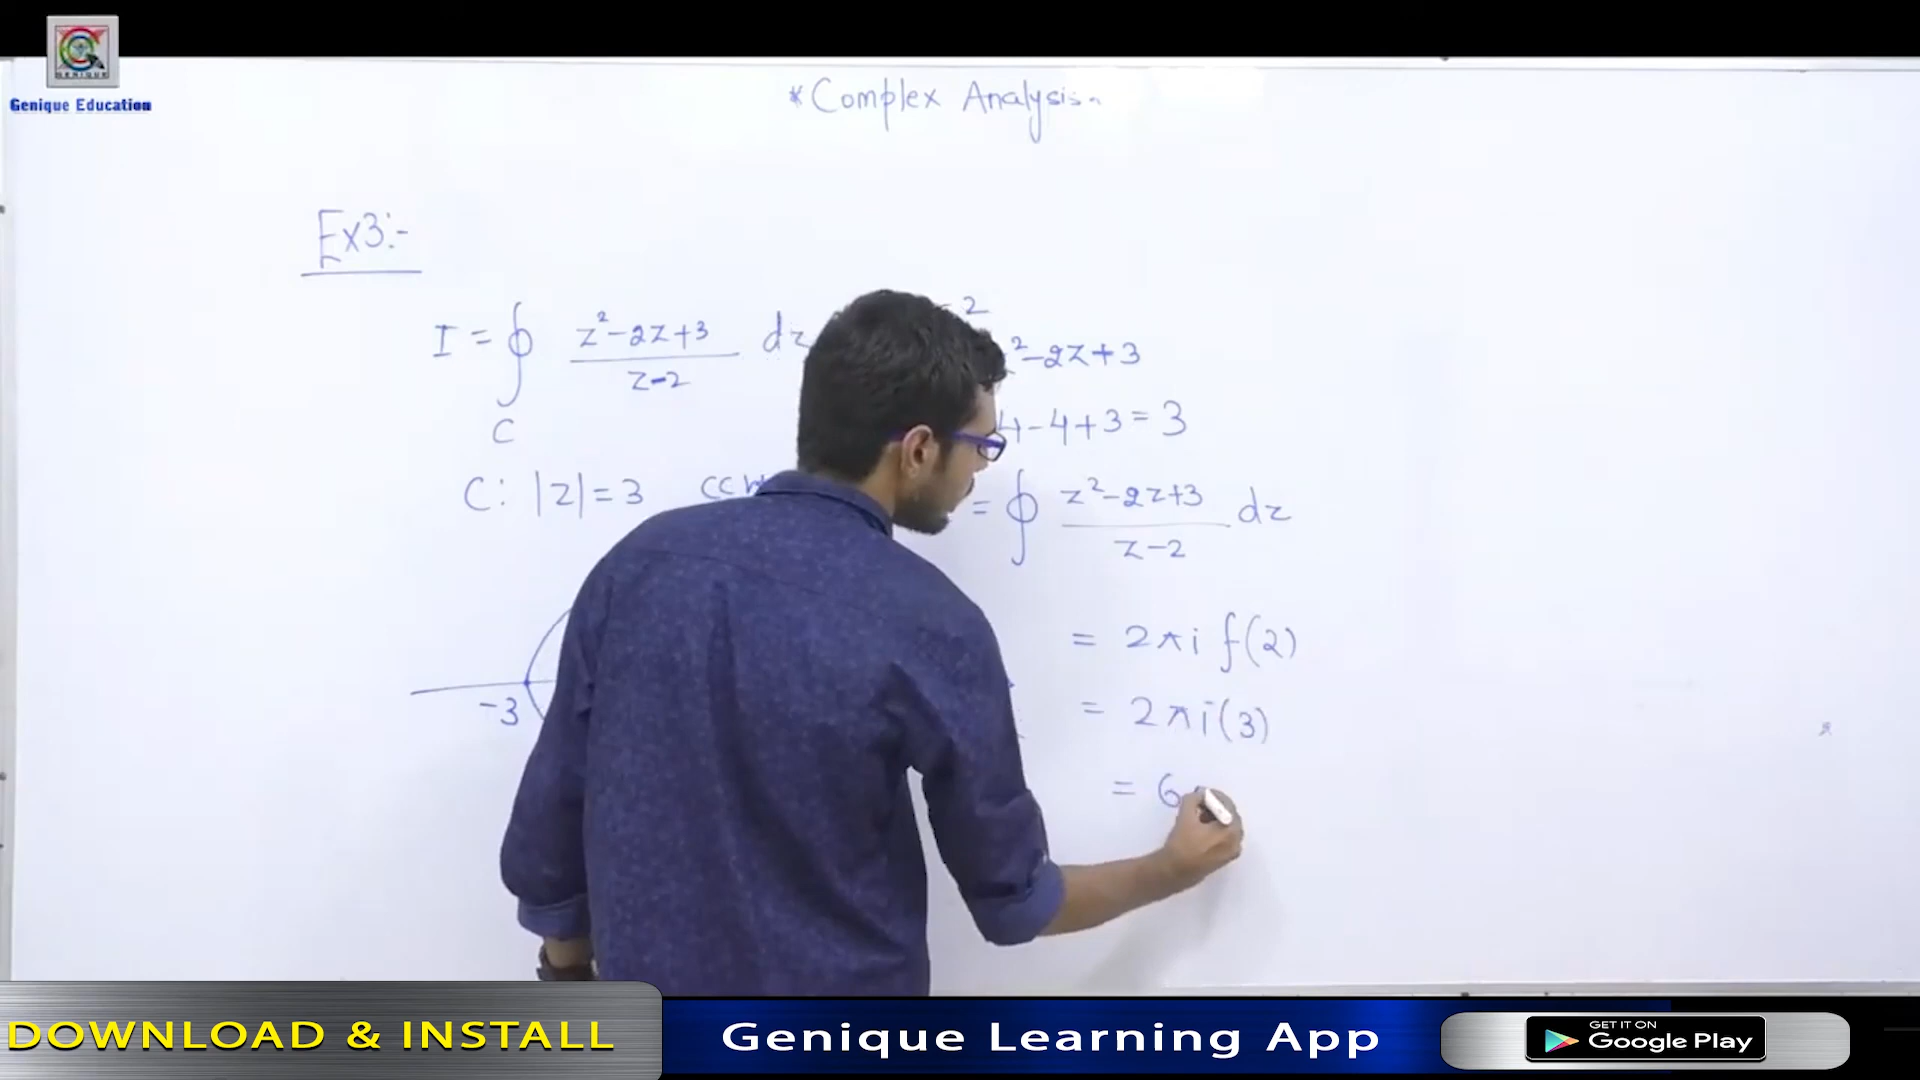 GENIQUE
Genique Education
*Complex Analysis.
Ex3:-
I = ∮ z²-2z+3 dz
z-2
C
C: |z|=3
-3
2
²-2z+3
4-4+3=3
= ∮ z²-2z+3 dz
z-2
= 2πi f(2)
= 2πi(3)
= 6
DOWNLOAD & INSTALL
Genique Learning App
GET IT ON
Google Play